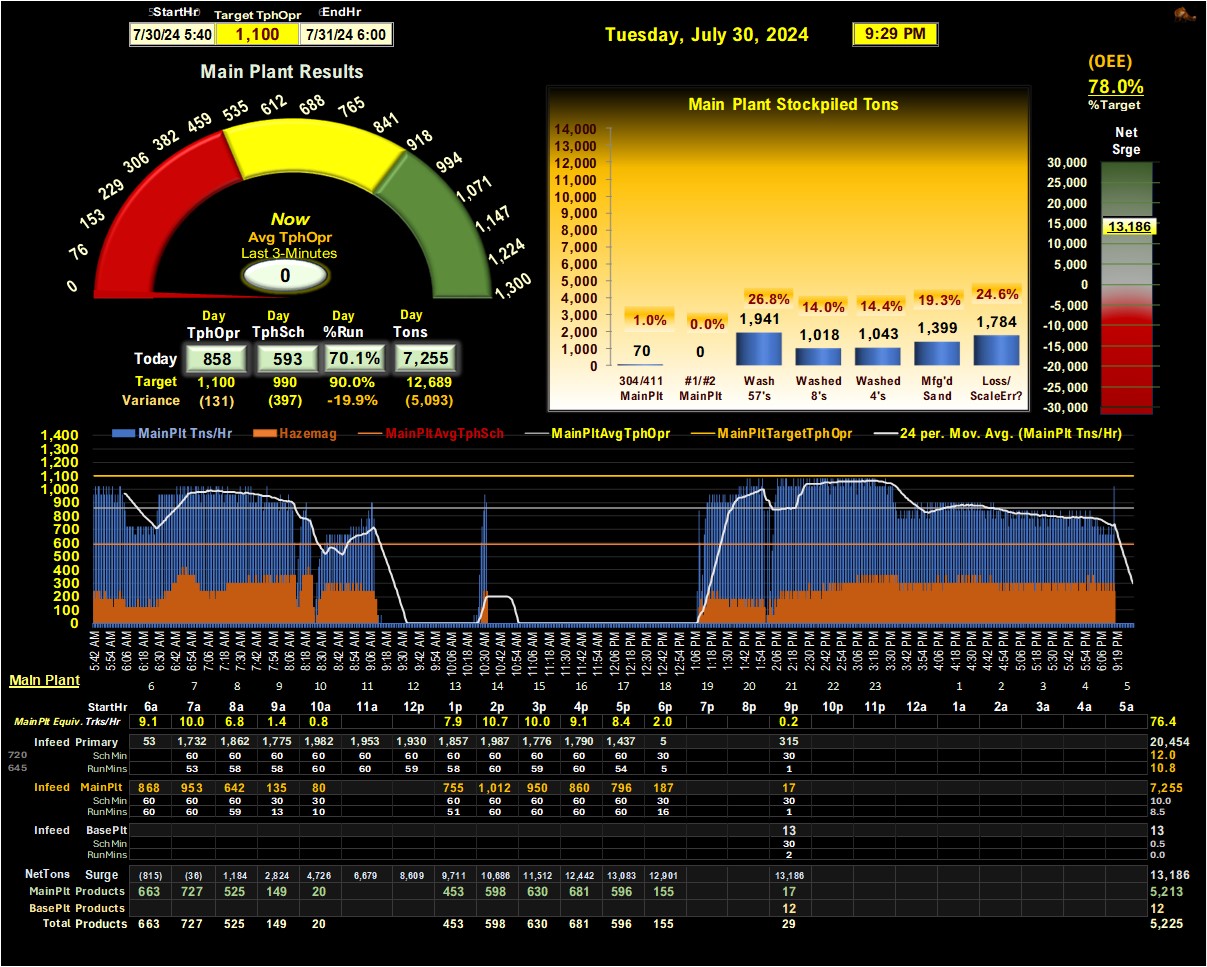 StartHr Target TphOpr EndHr
7/30/24 5:40 1,100 7/31/24 6:00
Tuesday, July 30, 2024 9:29 PM
(OEE)
78.0%
%Target
Main Plant Results
0 76 153 229 306 382 459 535 612 688 765 841 918 994 1,071 1,147 1,224 1,300
Now
Avg TphOpr
Last 3-Minutes
0
Day Day Day Day
TphOpr TphSch %Run Tons
Today 858 593 70.1% 7,255
Target 1,100 990 90.0% 12,689
Variance (131) (397) -19.9% (5,093)
Main Plant Stockpiled Tons
14,000
13,000
12,000
11,000
10,000
9,000
8,000
7,000
6,000
5,000
4,000
3,000
2,000
1,000
0
1.0% 0.0% 26.8% 14.0% 14.4% 19.3% 24.6%
70 0 1,941 1,018 1,043 1,399 1,784
304/411 #1/#2 Wash Washed Washed Mfg'd Loss/
MainPlt MainPlt 57's 8's 4's Sand ScaleErr?
Net
Srge
30,000
25,000
20,000
15,000
13,186
10,000
5,000
0
-5,000
-10,000
-15,000
-20,000
-25,000
-30,000
MainPlt Tns/Hr Hazemag MainPltAvgTphSch MainPltAvgTphOpr MainPltTargetTphOpr 24 per. Mov. Avg. (MainPlt Tns/Hr)
1,400
1,300
1,200
1,100
1,000
900
800
700
600
500
400
300
200
100
0
5:42 AM 5:54 AM 6:06 AM 6:18 AM 6:30 AM 6:42 AM 6:54 AM 7:06 AM 7:18 AM 7:30 AM 7:42 AM 7:54 AM 8:06 AM 8:18 AM 8:30 AM 8:42 AM 8:54 AM 9:06 AM 9:18 AM 9:30 AM 9:42 AM 9:54 AM 10:06 AM 10:18 AM 10:30 AM 10:42 AM 10:54 AM 11:06 AM 11:18 AM 11:30 AM 11:42 AM 11:54 AM 12:06 PM 12:18 PM 12:30 PM 12:42 PM 12:54 PM 1:06 PM 1:18 PM 1:30 PM 1:42 PM 1:54 PM 2:06 PM 2:18 PM 2:30 PM 2:42 PM 2:54 PM 3:06 PM 3:18 PM 3:30 PM 3:42 PM 3:54 PM 4:06 PM 4:18 PM 4:30 PM 4:42 PM 4:54 PM 5:06 PM 5:18 PM 5:30 PM 5:42 PM 5:54 PM 6:06 PM 9:19 PM
Main Plant 6 7 8 9 10 11 13 14 15 16 17 18 19 20 21 22 23 1 2 3 4 5
StartHr 6a 7a 8a 9a 10a 11a 12p 1p 2p 3p 4p 5p 6p 7p 8p 9p 10p 11p 12a 1a 2a 3a 4a 5a
MainPlt Equiv. Trks/Hr 9.1 10.0 6.8 1.4 0.8 7.9 10.7 10.0 9.1 8.4 2.0 0.2 76.4
Infeed Primary 53 1,732 1,862 1,775 1,982 1,953 1,930 1,857 1,987 1,776 1,790 1,437 5 315 20,454
720 SchMin 60 60 60 60 60 60 60 60 60 60 60 30 30 12.0
645 RunMins 53 58 58 60 60 59 58 60 59 60 54 5 1 10.8
Infeed MainPlt 868 953 642 135 80 755 1,012 950 860 796 187 17 7,255
SchMin 60 60 60 30 30 60 60 60 60 60 30 30 10.0
RunMins 60 60 59 13 10 51 60 60 60 60 16 1 8.5
Infeed BasePlt 13 13
SchMin 30 0.5
RunMins 2 0.0
NetTons Surge (815) (36) 1,184 2,824 4,726 6,679 8,609 9,711 10,686 11,512 12,442 13,083 12,901 13,186 13,186
MainPlt Products 663 727 525 149 20 453 598 630 681 596 155 17 5,213
BasePlt Products 12 12
Total Products 663 727 525 149 20 453 598 630 681 596 155 29 5,225